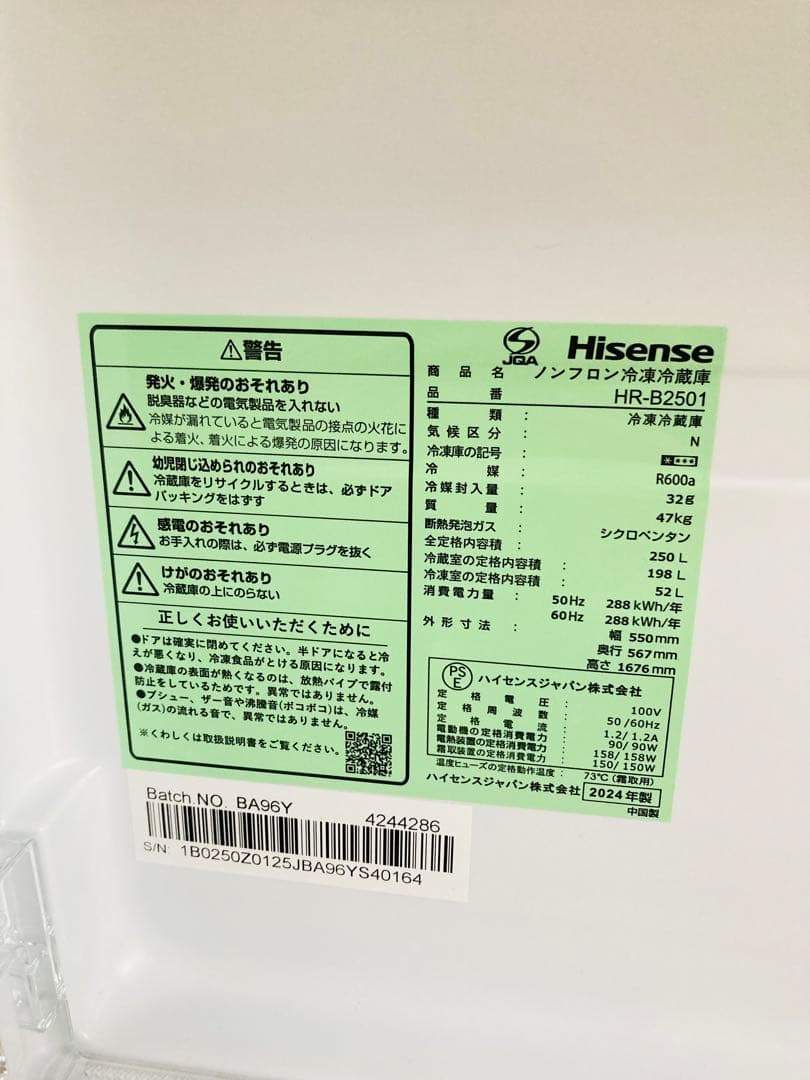 ⚠警告
発火・爆発のおそれあり
脱臭器などの電気製品を入れない
冷媒が漏れていると電気製品の接点の火花に
よる着火、着火による爆発の原因になります。
幼児閉じ込められのおそれあり
冷蔵庫をリサイクルするときは、必ずドア
パッキングをはずす
感電のおそれあり
お手入れの際は、必ず電源プラグを抜く
けがのおそれあり
冷蔵庫の上にのらない
正しくお使いいただくために
●ドアは確実に閉めてください。半ドアになると冷
えが悪くなり、冷凍食品がとける原因になります。
●冷蔵庫の表面が熱くなるのは、放熱パイプで露付
防止をしているためです。異常ではありません。
●プシュー、ザー音や沸騰音(ボコボコ)は、冷媒
(ガス)の流れる音で、異常ではありません。
※くわしくは取扱説明書をご覧ください。
JQA Hisense
商品名 ノンフロン冷凍冷蔵庫
品番 HR-B2501
種類 : 冷凍冷蔵庫
気候区分 : N
冷凍庫の記号 : ****
冷媒 : R600a
冷媒封入量 : 32g
質量 : 47kg
断熱発泡ガス : シクロペンタン
全定格内容積 : 250 L
冷蔵室の定格内容積 : 198 L
冷凍室の定格内容積 : 52 L
消費電力量 : 50Hz 288 kWh/年
60Hz 288 kWh/年
外形寸法 : 幅 550mm
奥行 567mm
高さ 1676mm
PSE ハイセンスジャパン株式会社
定格電圧 : 100V
定格周波数 : 50/60Hz
定格電流 : 1.2/1.2A
電動機の定格消費電力 : 90/90W
電熱装置の定格消費電力 : 158/158W
霜取装置の定格消費電力 : 150/150W
温度ヒューズの定格動作温度 : 73℃(霜取用)
ハイセンスジャパン株式会社 2024年製
中国製
Batch.NO. BA96Y 4244286
S/N: 1B0250Z0125JBA96YS40164